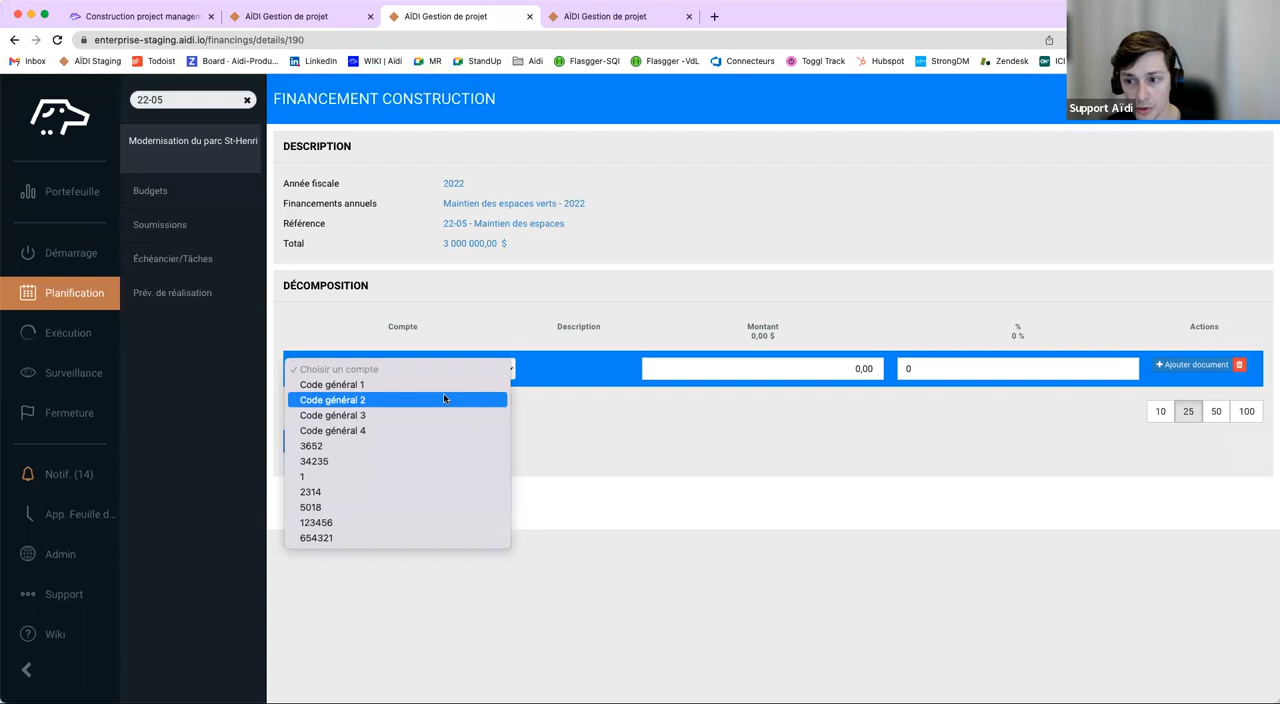 Construction project managem
AÏDI Gestion de projet
AÏDI Gestion de projet
AÏDI Gestion de projet
enterprise-staging.aidi.io/financings/details/190
Inbox
AÏDI Staging
Todoist
Board - Aidi-Produ...
LinkedIn
WIKI | Aïdi
MR
StandUp
Aidi
Flasgger-SQI
Flasgger -VdL
Connecteurs
Toggl Track
Hubspot
StrongDM
Zendesk
ICI
Support Aïdi
22-05
Modernisation du parc St-Henri
Budgets
Soumissions
Échéancier/Tâches
Prév. de réalisation
Portefeuille
Démarrage
Planification
Exécution
Surveillance
Fermeture
Notif. (14)
App. Feuille d...
Admin
Support
Wiki
FINANCEMENT CONSTRUCTION
DESCRIPTION
Année fiscale 2022
Financements annuels Maintien des espaces verts - 2022
Référence 22-05 - Maintien des espaces
Total 3 000 000,00 $
DÉCOMPOSITION
Compte Description Montant % Actions
0,00 $ 0 %
Choisir un compte 0,00 0 Ajouter document
Code général 1
Code général 2
Code général 3
Code général 4
3652
34235
1
2314
5018
123456
654321
10 25 50 100